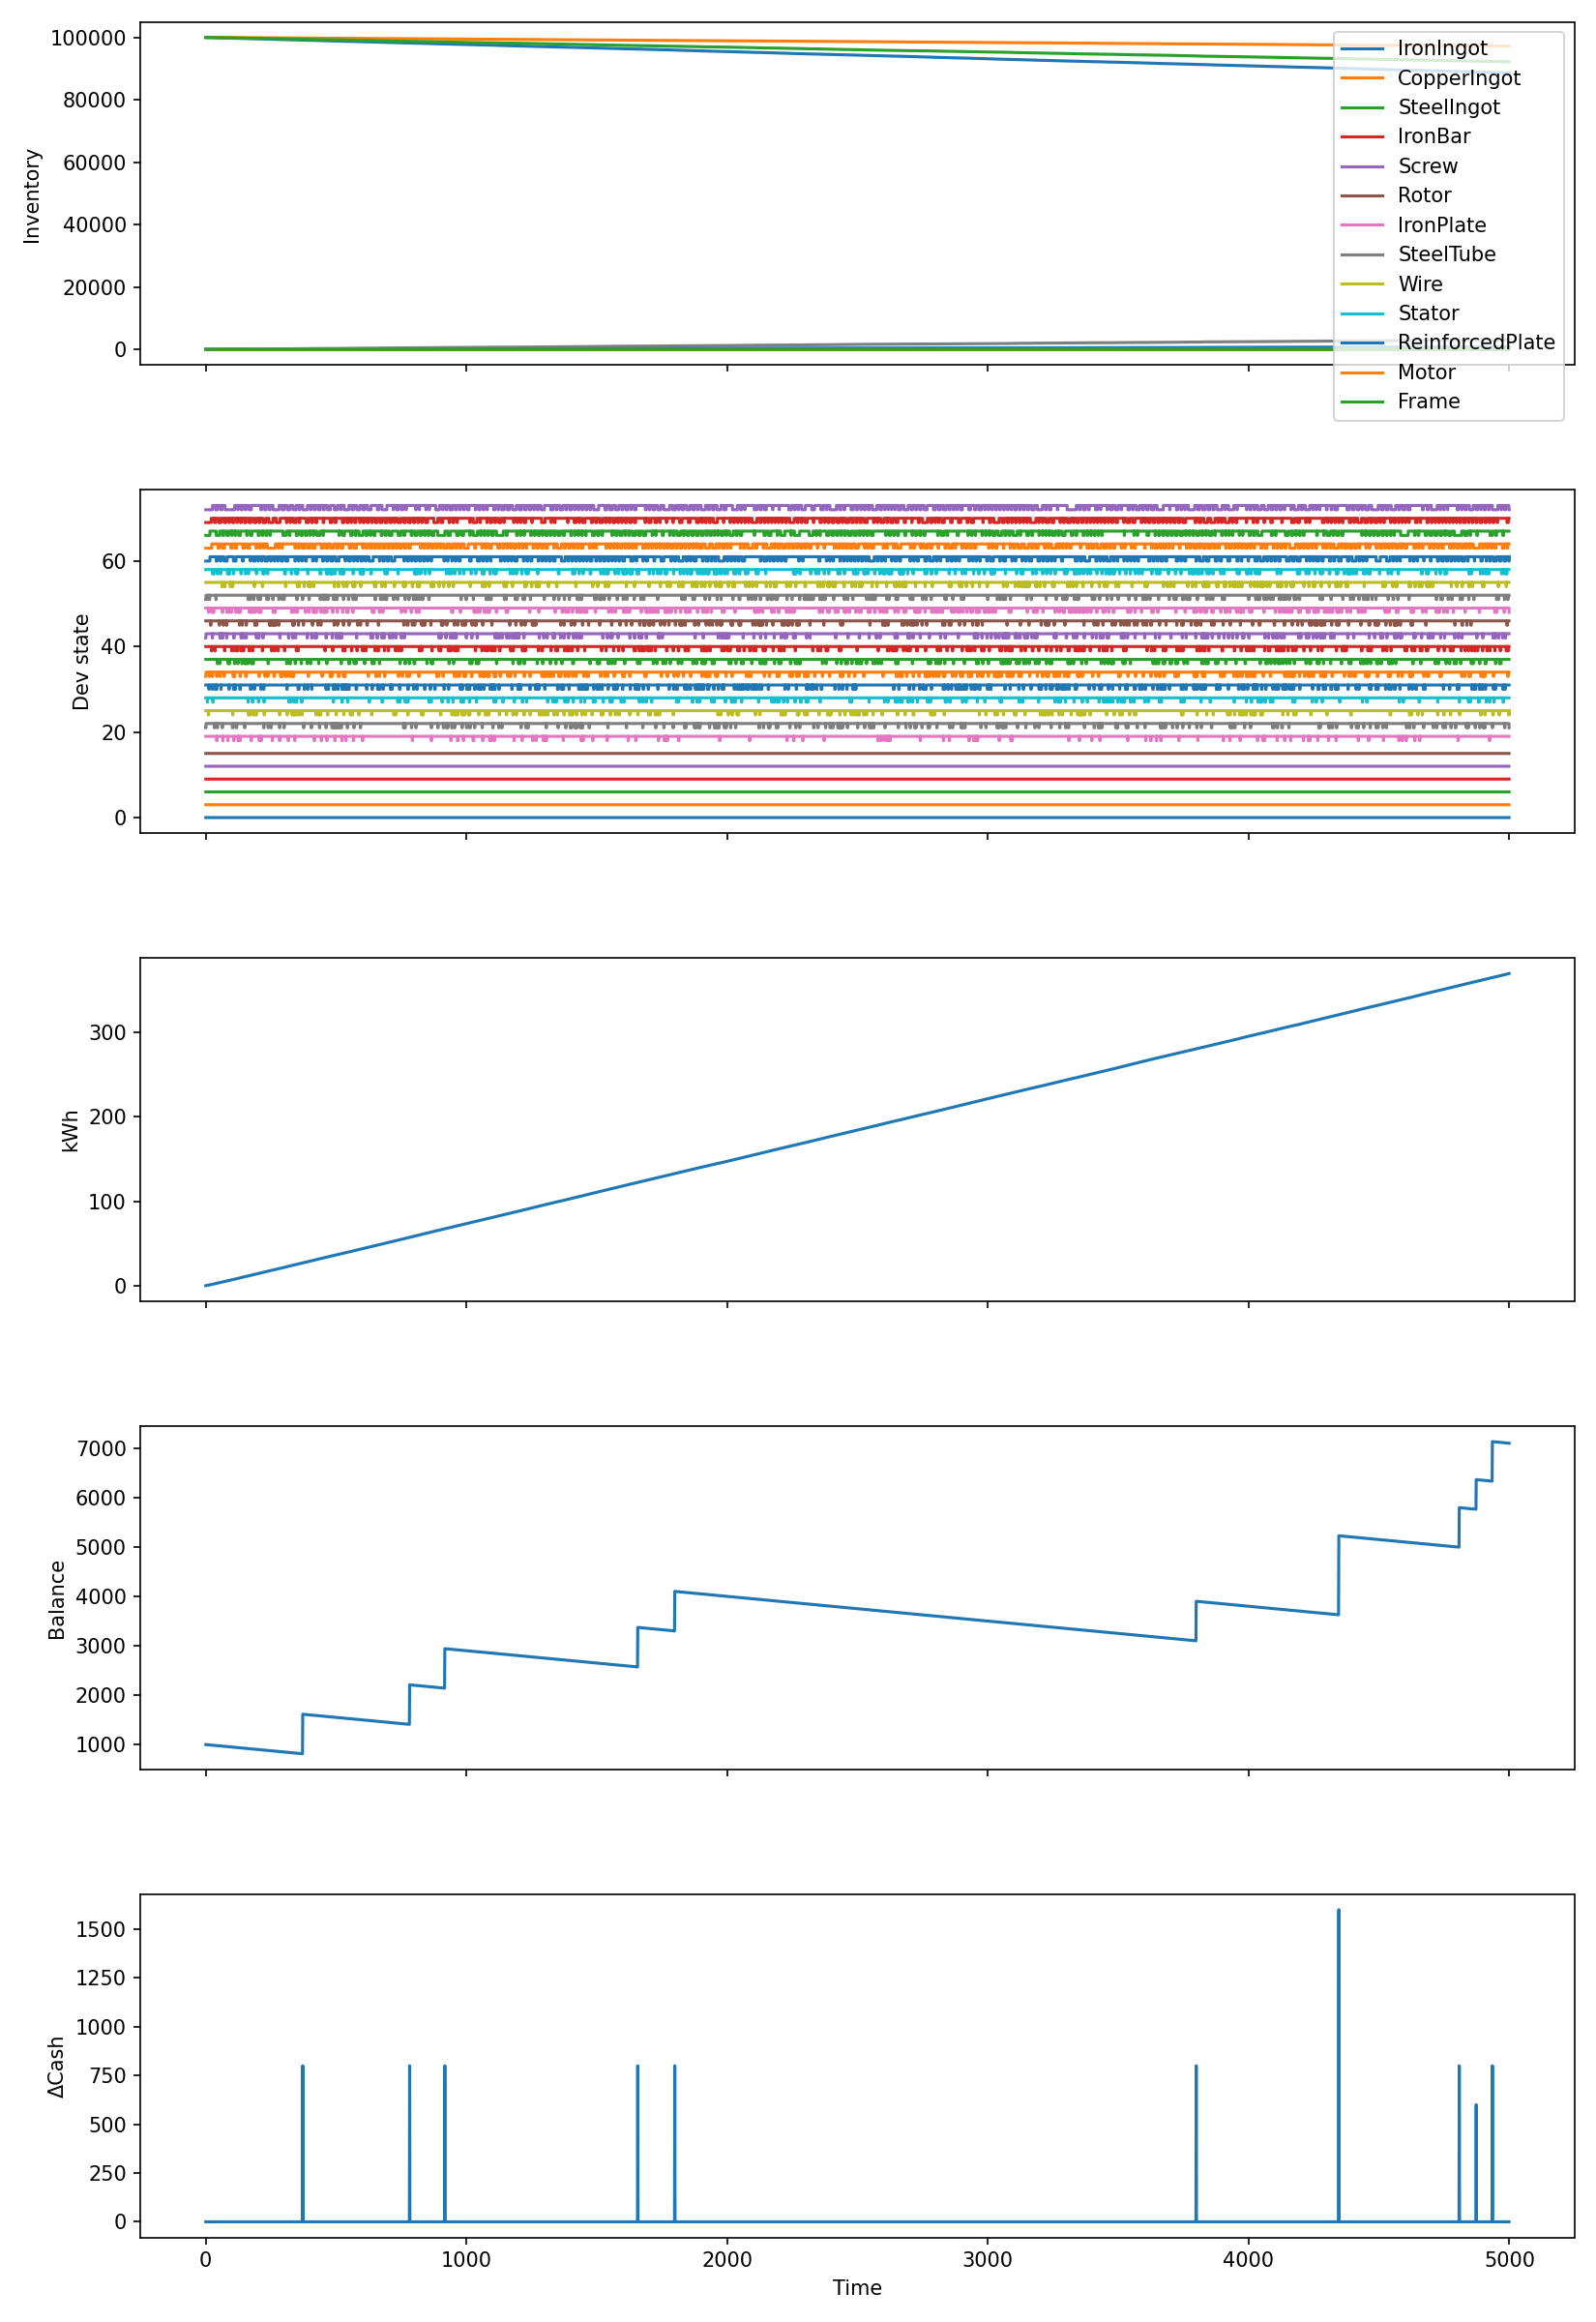 100000
80000
60000
40000
20000
0
Inventory
IronIngot
CopperIngot
SteelIngot
IronBar
Screw
Rotor
IronPlate
SteelTube
Wire
Stator
ReinforcedPlate
Motor
Frame
60
40
20
0
Dev state
300
200
100
0
kWh
7000
6000
5000
4000
3000
2000
1000
Balance
1500
1250
1000
750
500
250
0
ΔCash
0 1000 2000 3000 4000 5000
Time